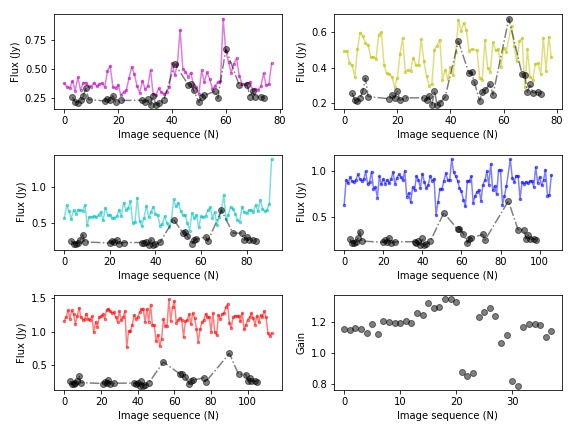 0.75
0.50
0.25
Flux (Jy)
0 20 40 60 80
Image sequence (N)
0.6
0.4
0.2
Flux (Jy)
0 20 40 60 80
Image sequence (N)
1.0
0.5
Flux (Jy)
0 20 40 60 80
Image sequence (N)
1.0
0.5
Flux (Jy)
0 20 40 60 80 100
Image sequence (N)
1.5
1.0
0.5
Flux (Jy)
0 20 40 60 80 100
Image sequence (N)
1.2
1.0
0.8
Gain
0 10 20 30
Image sequence (N)